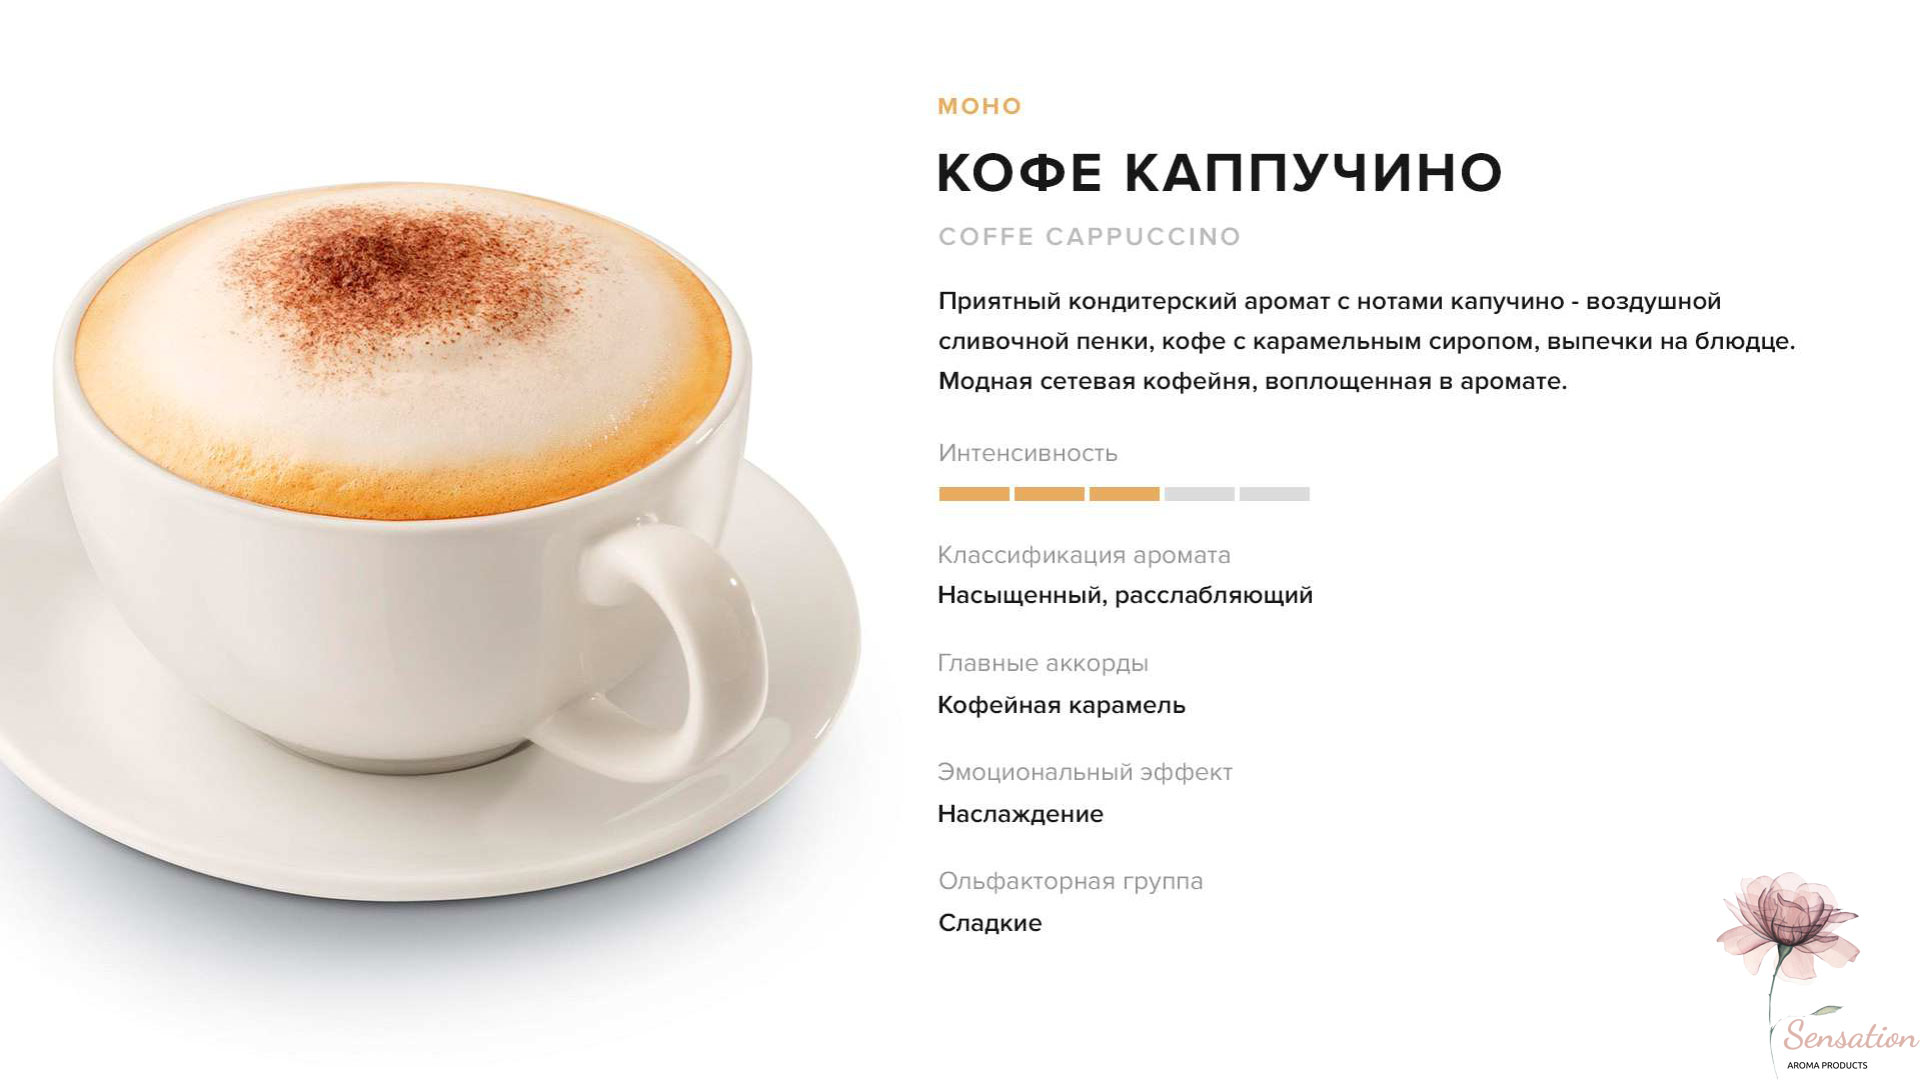 МОНО
КОФЕ КАППУЧИНО
COFFE CAPPUCCINO
Приятный кондитерский аромат с нотами капучино - воздушной
сливочной пенки, кофе с карамельным сиропом, выпечки на блюдце.
Модная сетевая кофейня, воплощенная в аромате.
Интенсивность
Классификация аромата
Насыщенный, расслабляющий
Главные аккорды
Кофейная карамель
Эмоциональный эффект
Наслаждение
Ольфакторная группа
Сладкие
Sensation
AROMA PRODUCTS